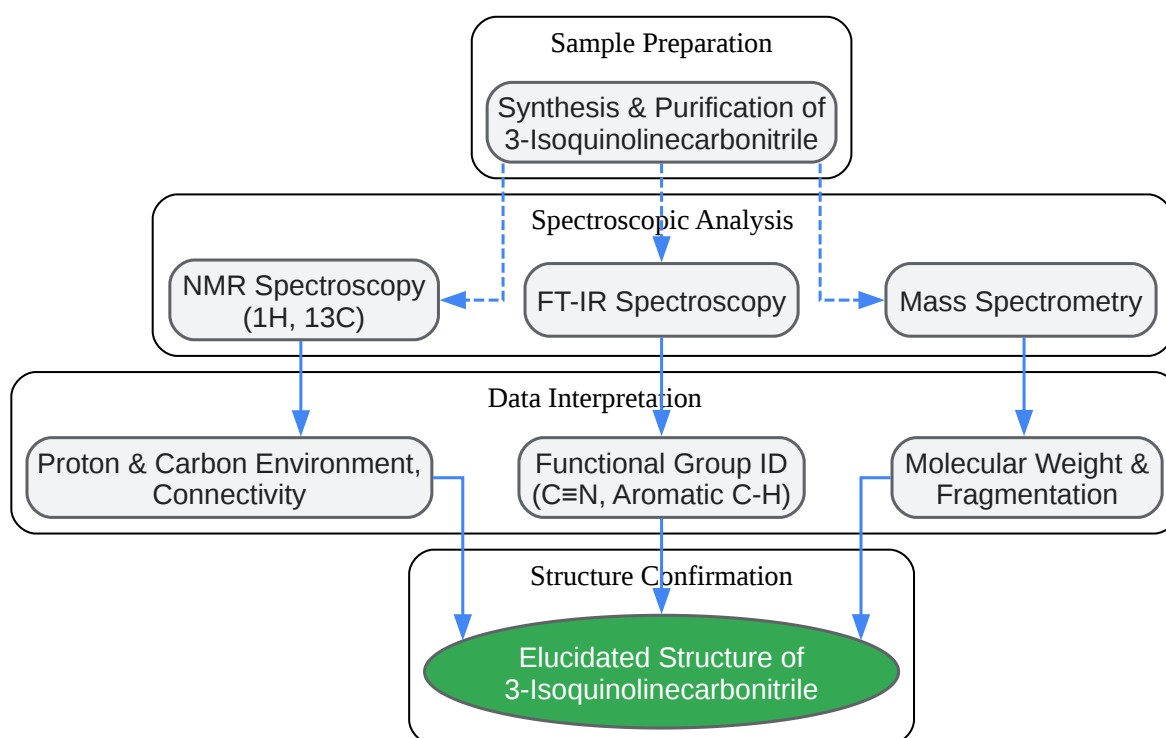 Sample Preparation
Synthesis & Purification of
3-Isoquinolinecarbonitrile
Spectroscopic Analysis
NMR Spectroscopy
(1H, 13C)
FT-IR Spectroscopy
Mass Spectrometry
Data Interpretation
Proton & Carbon Environment,
Connectivity
Functional Group ID
(C≡N, Aromatic C-H)
Molecular Weight &
Fragmentation
Structure Confirmation
Elucidated Structure of
3-Isoquinolinecarbonitrile